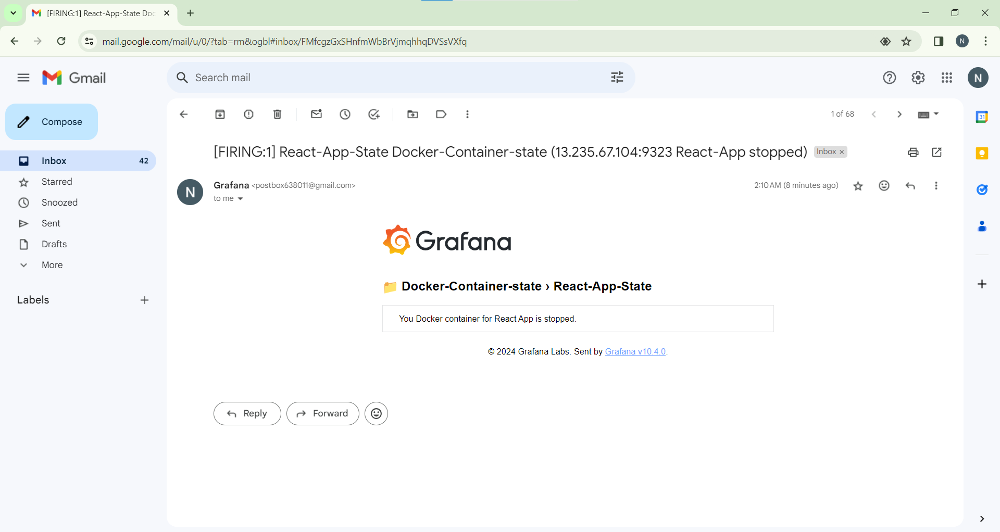 [FIRING:1] React-App-State Doc
mail.google.com/mail/u/0/?tab=rm&ogbl#inbox/FMfcgzGxSHnfmWbBrVjmqhhqDVSsVXfq
N
Gmail
Search mail
N
Compose
1 of 68
31
[FIRING:1] React-App-State Docker-Container-state (13.235.67.104:9323 React-App stopped)
Inbox ×
Inbox 42
Starred
Snoozed
Sent
Drafts
More
Labels
N
Grafana <postbox638011@gmail.com>
2:10 AM (8 minutes ago)
to me
Grafana
Docker-Container-state › React-App-State
You Docker container for React App is stopped.
© 2024 Grafana Labs. Sent by Grafana v10.4.0.
Reply
Forward